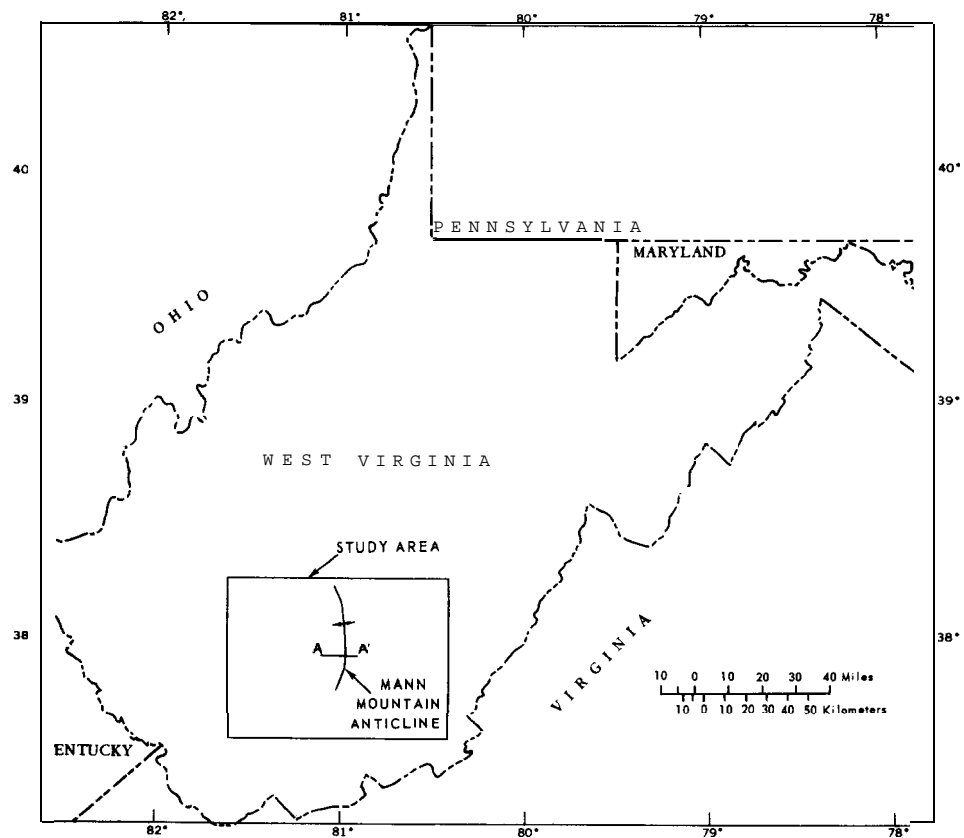 82° 81° 80° 79° 78°
40 40°
PENNSYLVANIA
MARYLAND
OHIO
39 39°
WEST VIRGINIA
STUDY AREA
38 38°
A A'
VIRGINIA
10 0 10 20 30 40 Miles
10 0 10 20 30 40 50 Kilometers
MANN
MOUNTAIN
ANTICLINE
ENTUCKY
82° 81° 80° 79° 78°